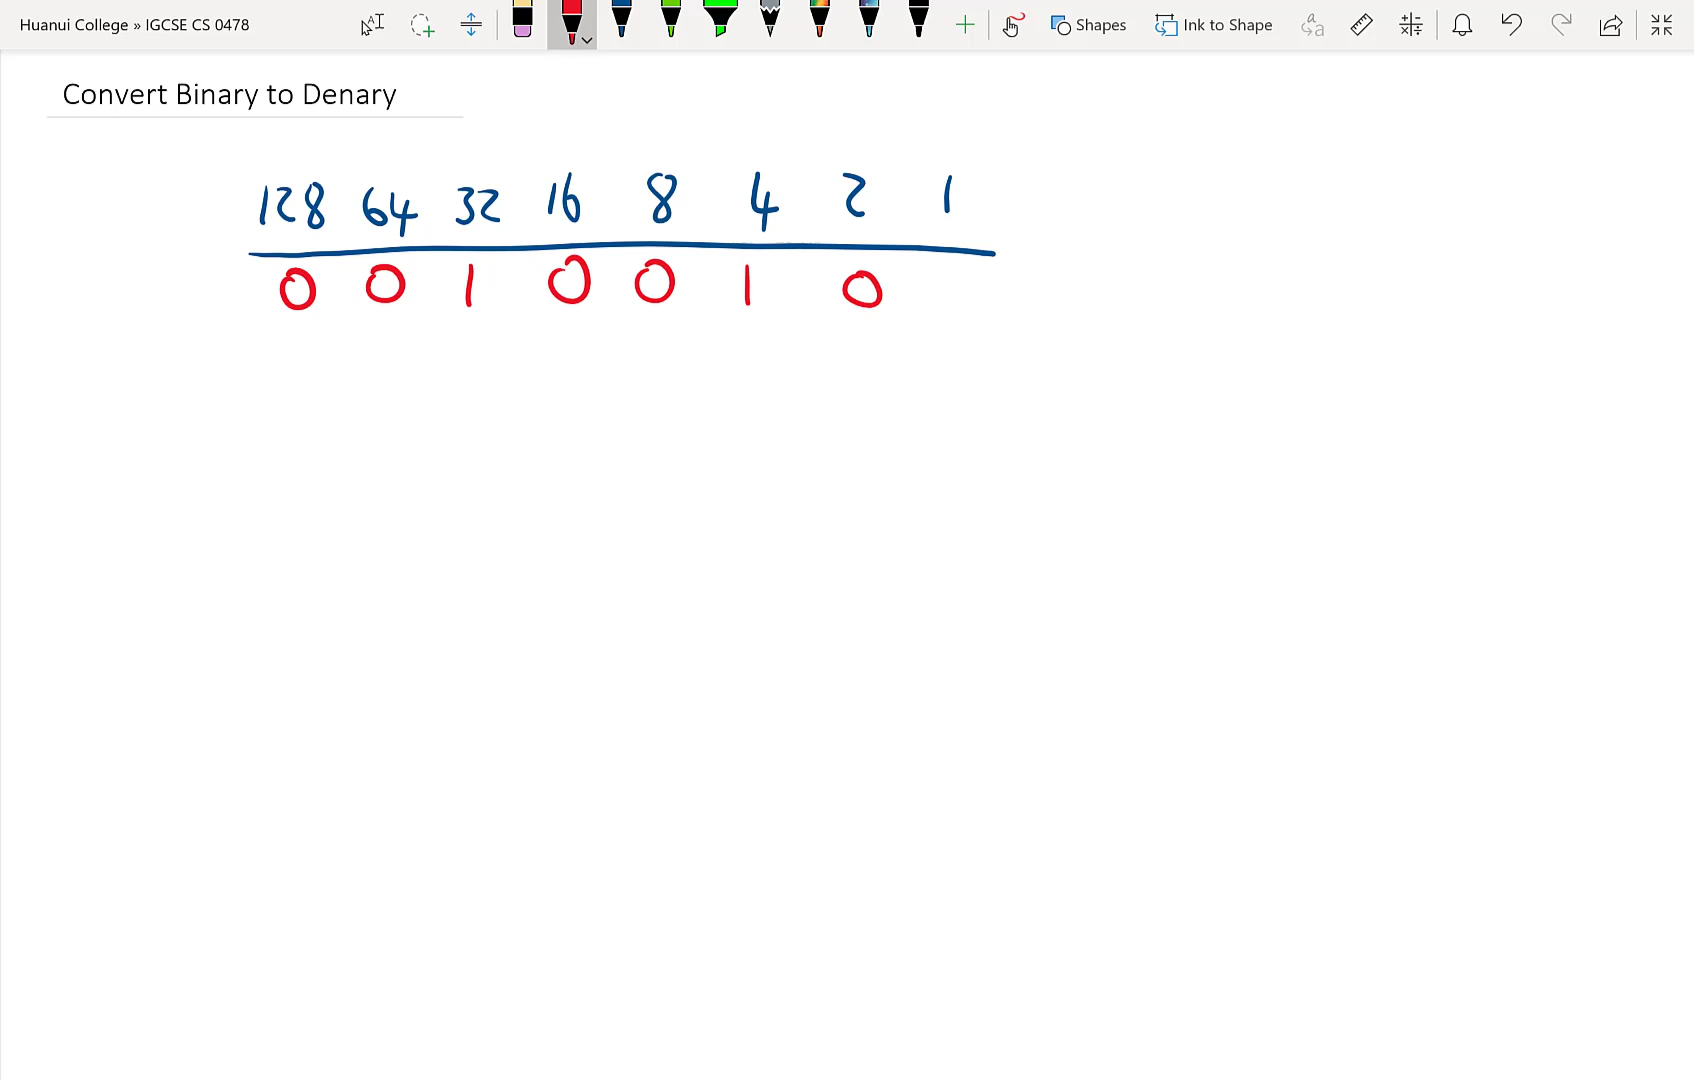 Huanui College » IGCSE CS 0478 Shapes Ink to Shape
Convert Binary to Denary
128 64 32 16 8 4 2 1
0 0 1 0 0 1 0